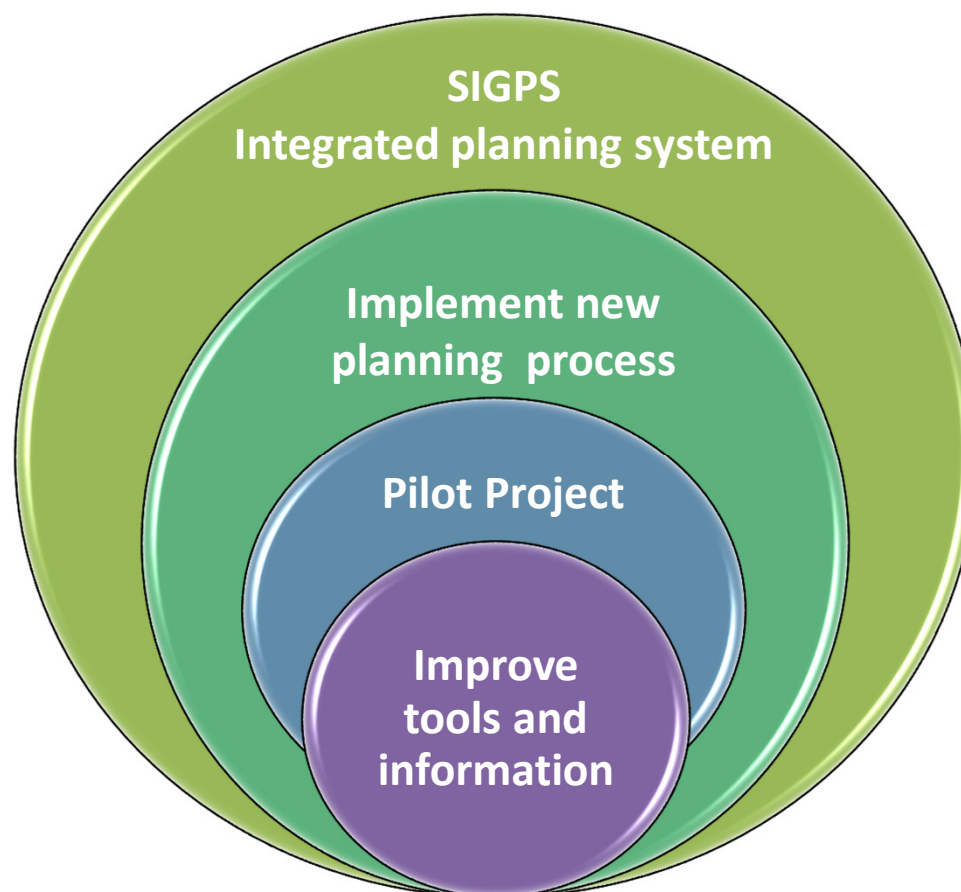 SIGPS
Integrated planning system
Implement new
planning process
Pilot Project
Improve
tools and
information